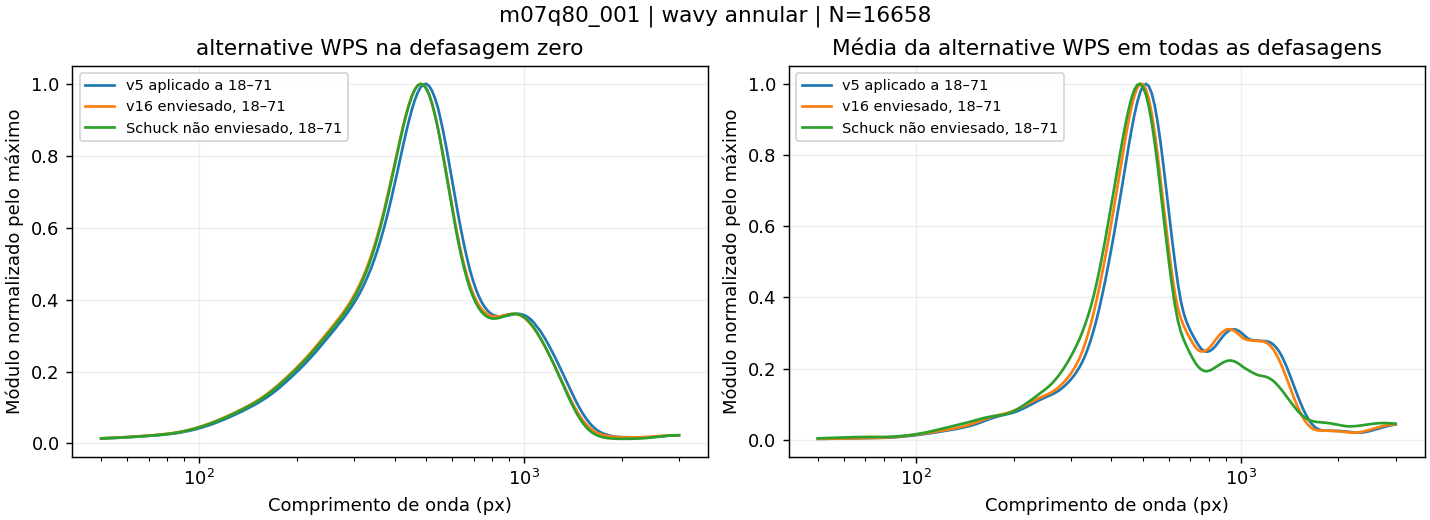 m07q80_001 | wavy annular | N=16658
alternative WPS na defasagem zero
v5 aplicado a 18–71
v16 enviesado, 18–71
Schuck não enviesado, 18–71
Módulo normalizado pelo máximo
1.0
0.8
0.6
0.4
0.2
0.0
10²
10³
Comprimento de onda (px)
Média da alternative WPS em todas as defasagens
v5 aplicado a 18–71
v16 enviesado, 18–71
Schuck não enviesado, 18–71
Módulo normalizado pelo máximo
1.0
0.8
0.6
0.4
0.2
0.0
10²
10³
Comprimento de onda (px)